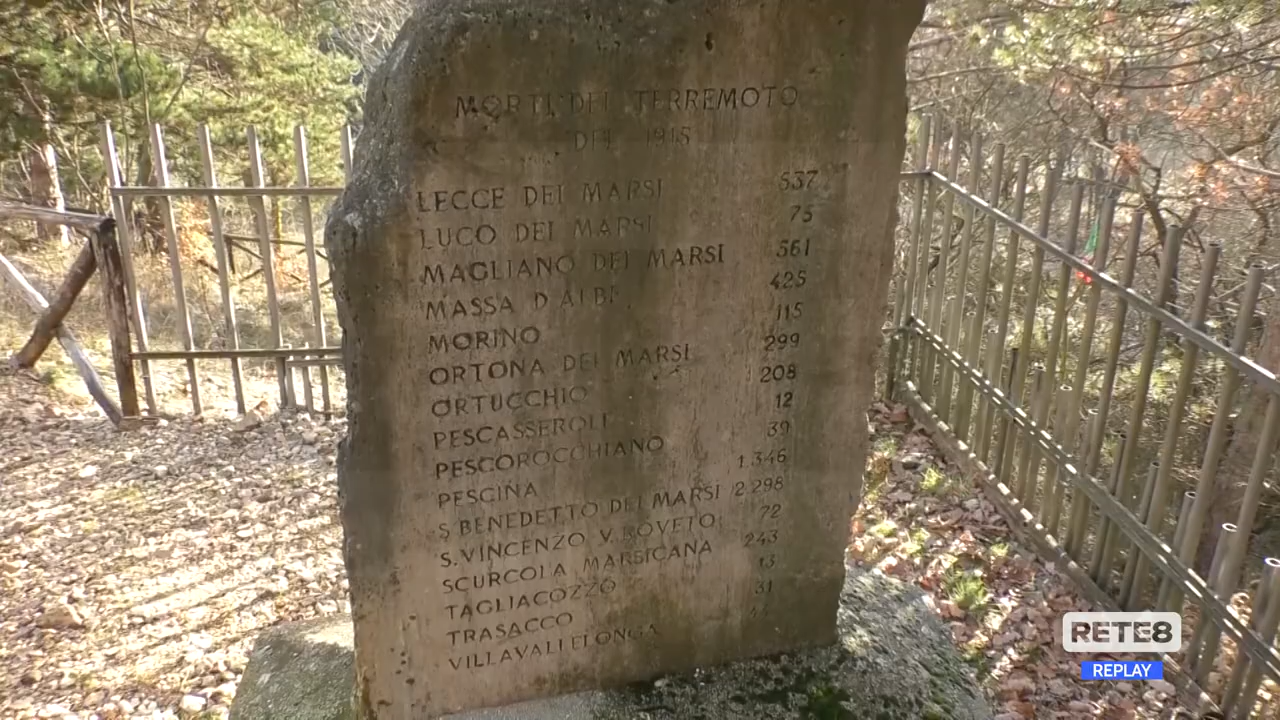 MORTI DEL TERREMOTO
DEL 1915
LECCE DEI MARSI 537
LUCO DEI MARSI 75
MAGLIANO DEI MARSI 561
MASSA D'ALBE 425
MORINO 115
ORTONA DEI MARSI 299
ORTUCCHIO 208
PESCASSEROLI 12
PESCOROCCHIANO 39
PESCINA 1.346
S BENEDETTO DEI MARSI 2.298
S. VINCENZO V. ROVETO 72
SCURCOLA MARSICANA 243
TAGLIACOZZO 13
TRASACCO 31
VILLAVALLELONGA
RETE8
REPLAY